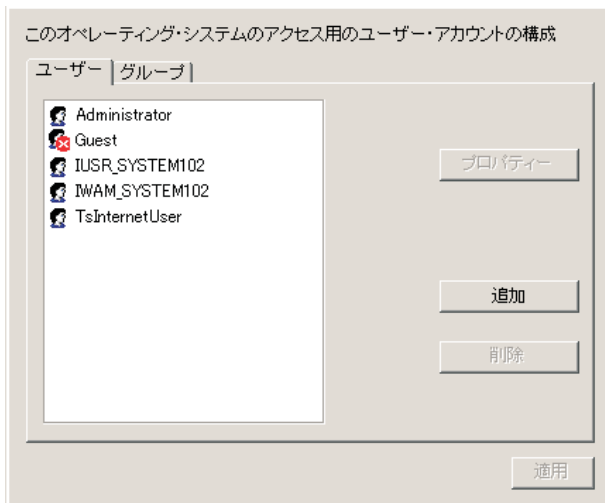 このオペレーティング・システムのアクセス用のユーザー・アカウントの構成
ユーザー グループ
Administrator
Guest
プロパティー
IUSR_SYSTEM102
IWAM_SYSTEM102
TsInternetUser
追加
削除
適用